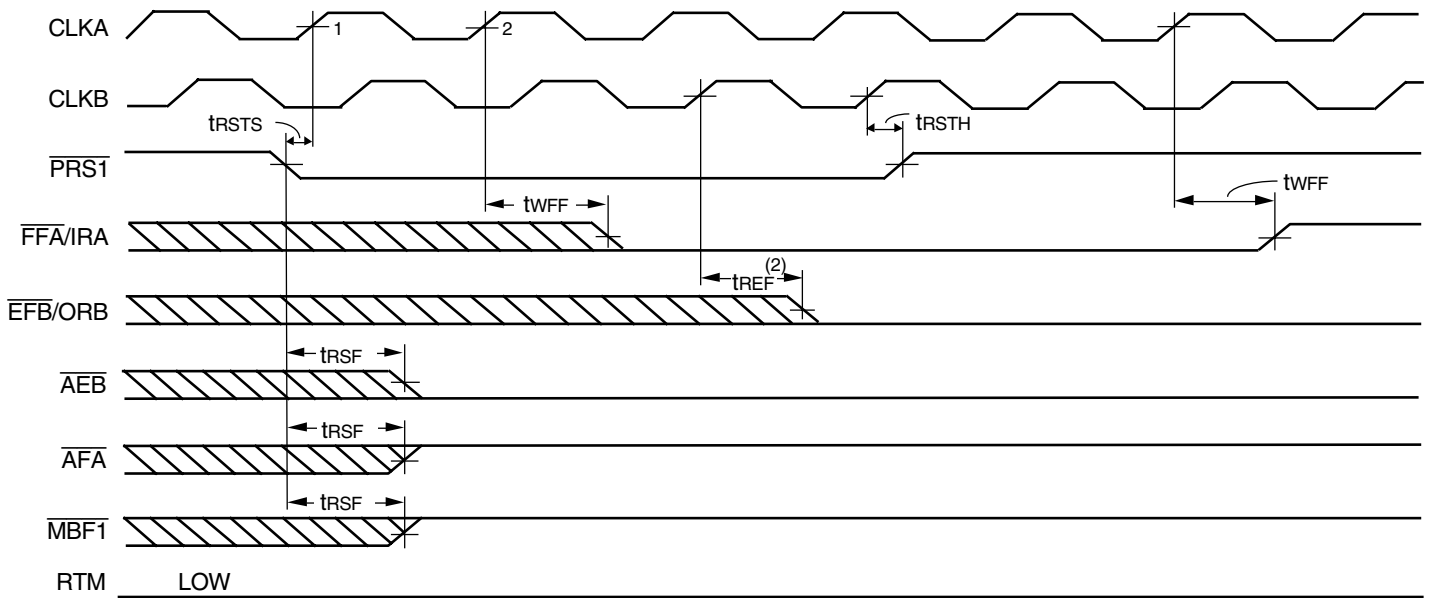 CLKA 1 2
CLKB
tRSTS tRSTH
PRS1
tWFF tWFF
FFA/IRA
tREF(2)
EFB/ORB
tRSF
AEB
tRSF
AFA
tRSF
MBF1
RTM LOW